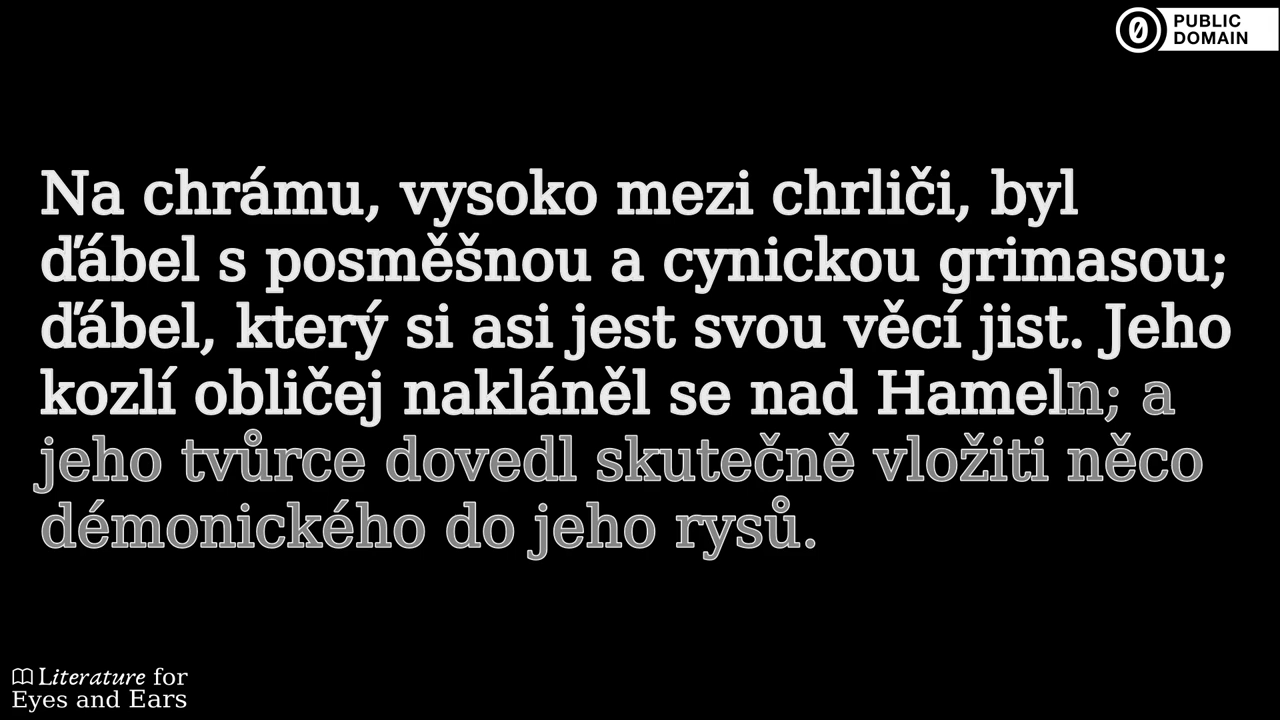 PUBLIC
DOMAIN
Na chrámu, vysoko mezi chrliči, byl
ďábel s posměšnou a cynickou grimasou;
ďábel, který si asi jest svou věcí jist. Jeho
kozlí obličej nakláněl se nad Hameln; a
jeho tvůrce dovedl skutečně vložiti něco
démonického do jeho rysů.
Literature for
Eyes and Ears